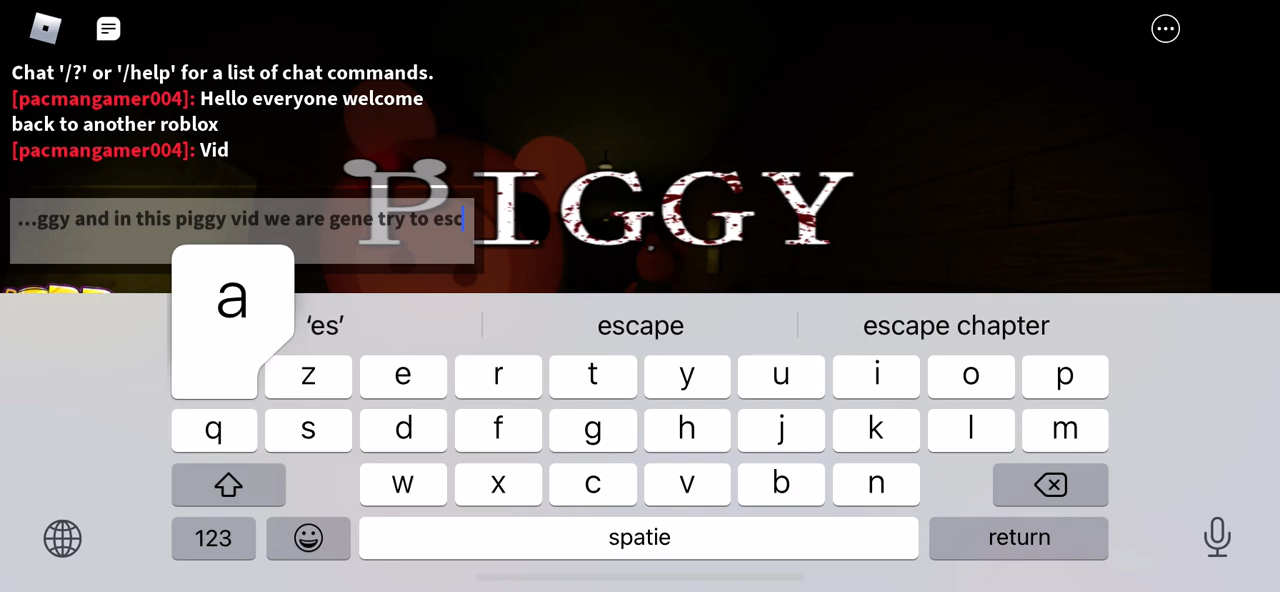 Chat '/?' or '/help' for a list of chat commands.
[pacmangamer004]: Hello everyone welcome
back to another roblox
[pacmangamer004]: Vid
PIGGY
...ggy and in this piggy vid we are gene try to esc
a
'es' escape escape chapter
z e r t y u i o p
q s d f g h j k l m
w x c v b n
123 spatie return